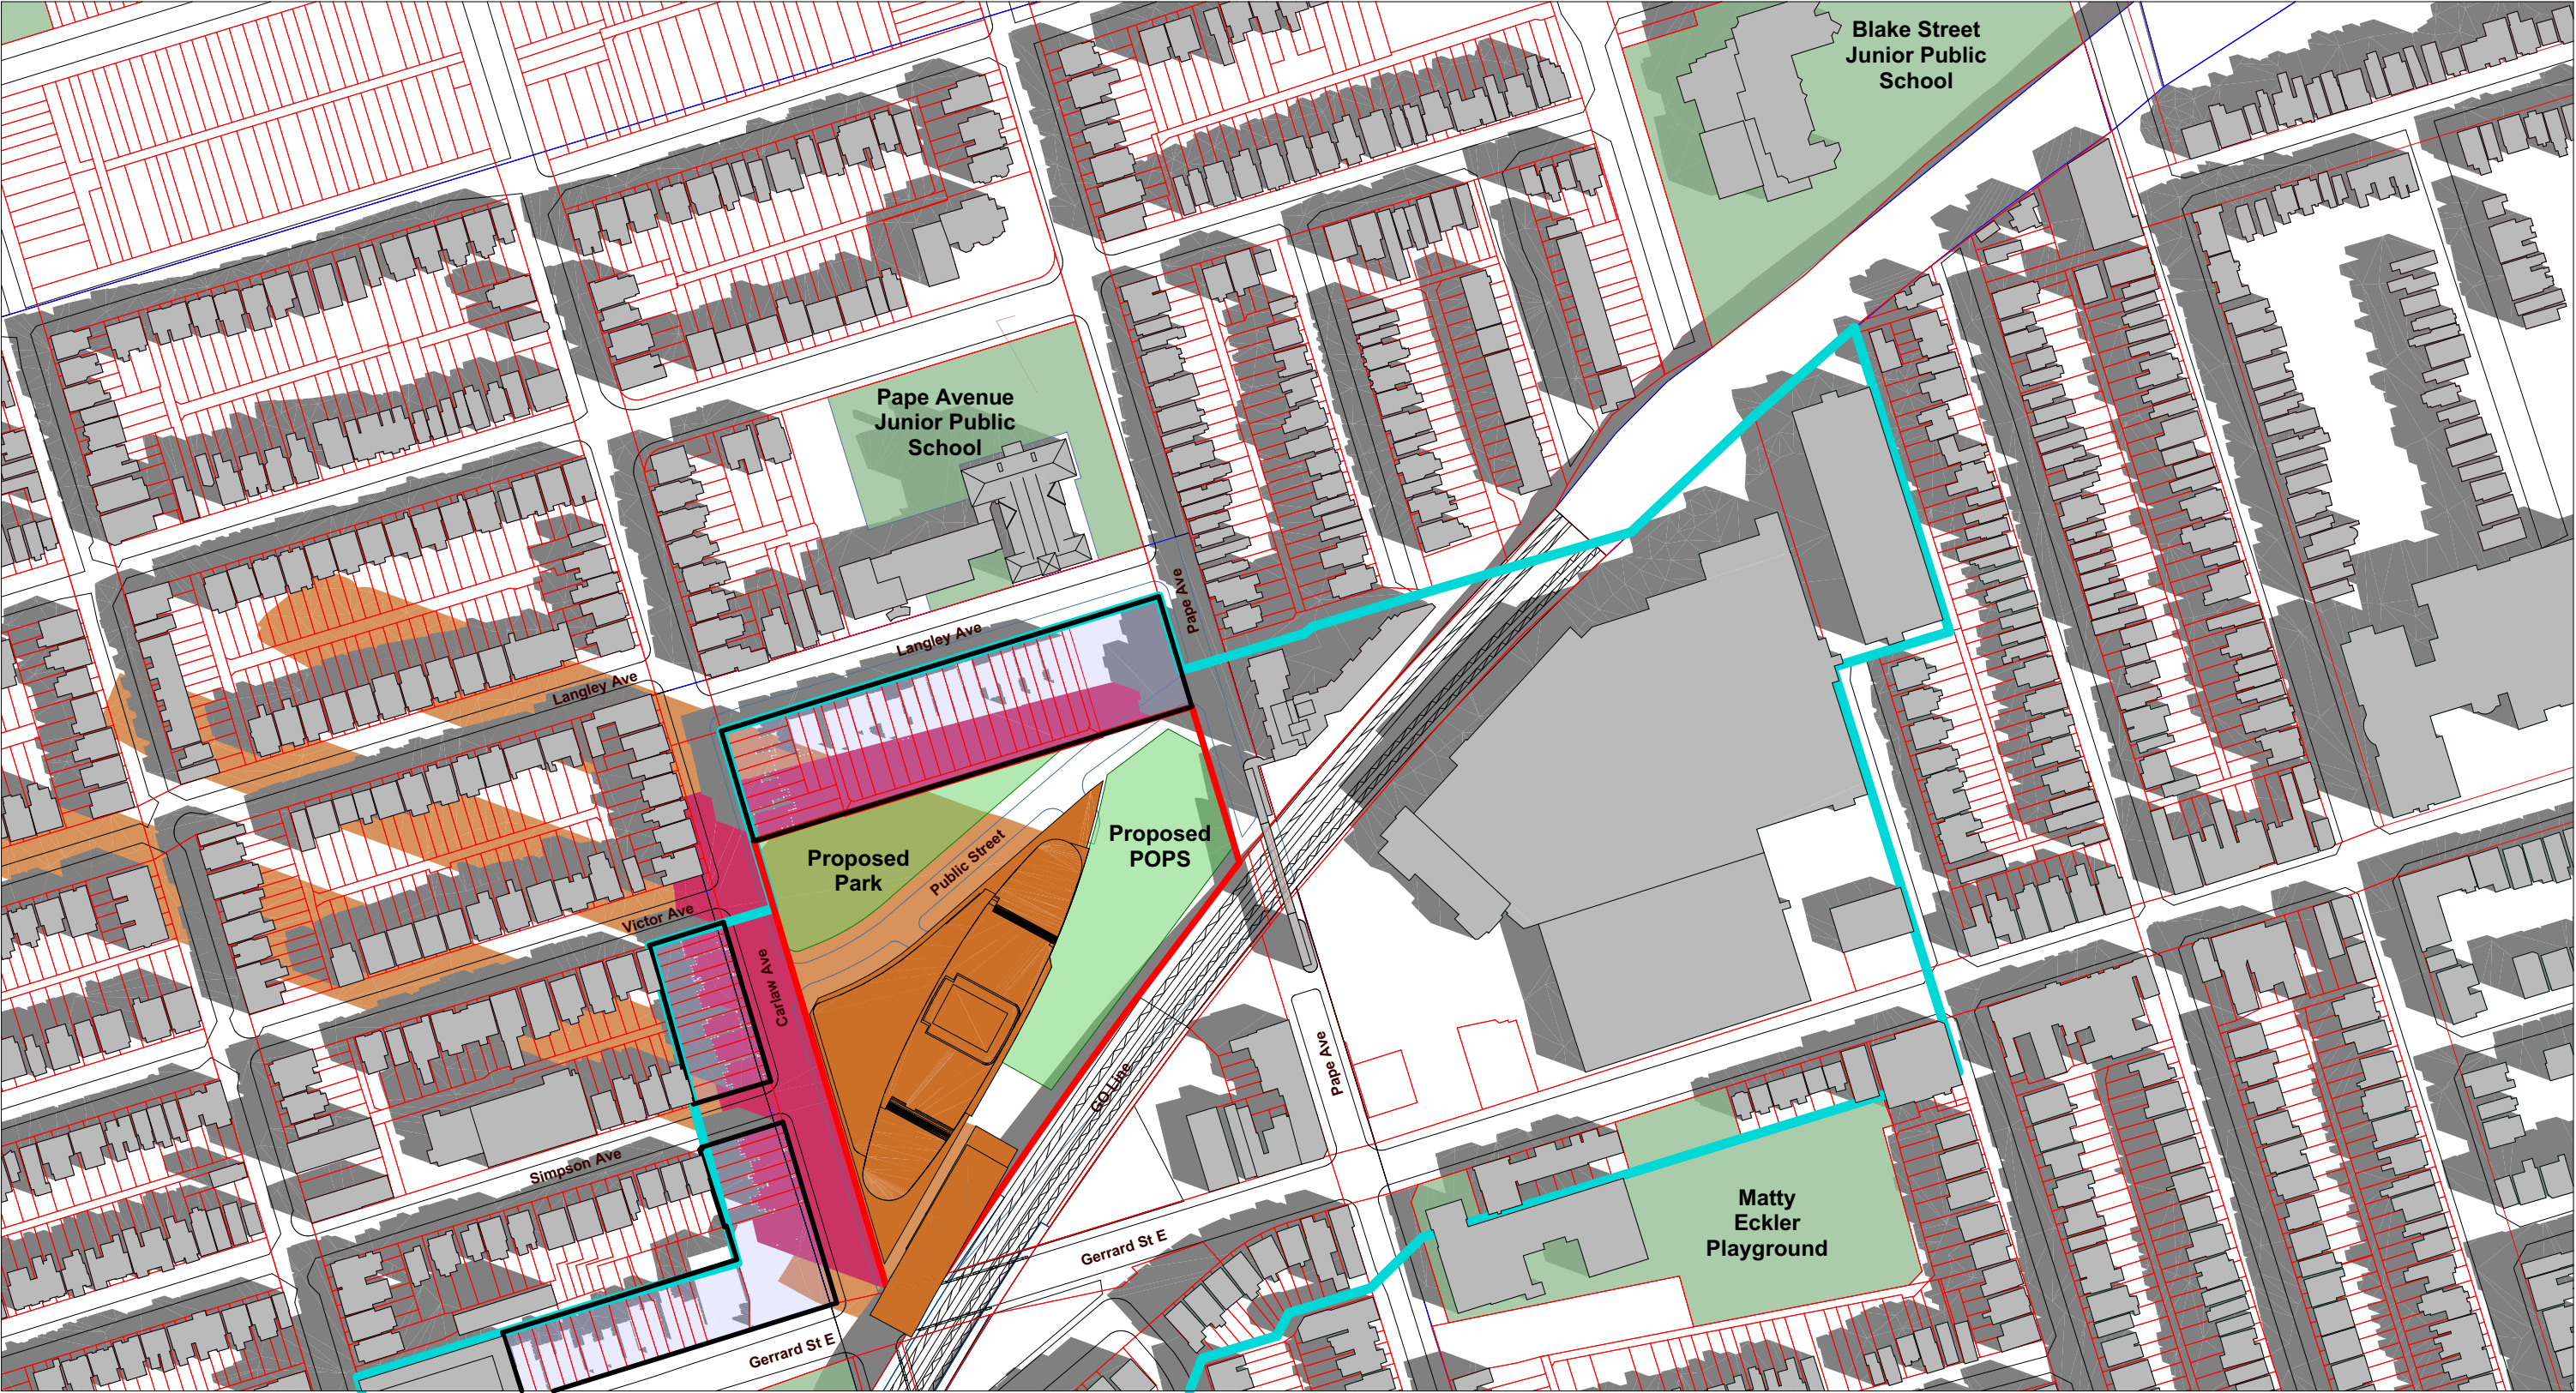 Blake Street
Junior Public
School
Pape Avenue
Junior Public
School
Pape Ave
Langley Ave
Langley Ave
Proposed
POPS
Proposed
Park
Public Street
Victor Ave
Carlaw Ave
Pape Ave
GO Line
Simpson Ave
Matty
Eckler
Playground
Gerrard St E
Gerrard St E